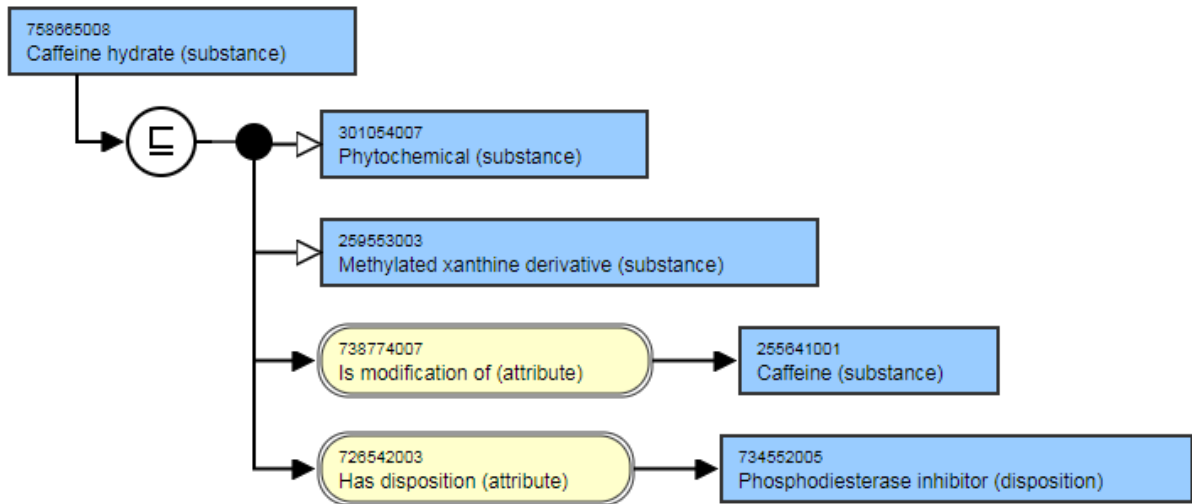 758665008
Caffeine hydrate (substance)
⊑
301054007
Phytochemical (substance)
259553003
Methylated xanthine derivative (substance)
738774007
Is modification of (attribute)
255641001
Caffeine (substance)
726542003
Has disposition (attribute)
734552005
Phosphodiesterase inhibitor (disposition)